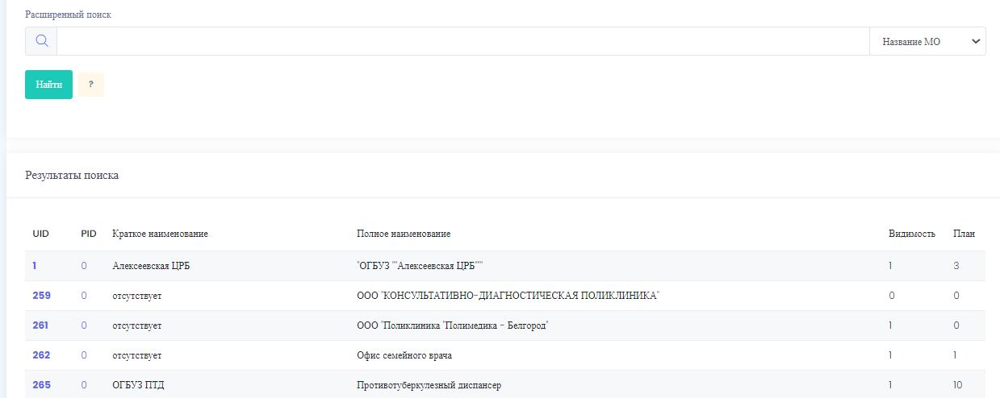 Расширенный поиск
Название МО
Найти ?
Результаты поиска
UID PID Краткое наименование Полное наименование Видимость План
1 0 Алексеевская ЦРБ "ОГБУЗ ""Алексеевская ЦРБ""" 1 3
259 0 отсутствует ООО "КОНСУЛЬТАТИВНО-ДИАГНОСТИЧЕСКАЯ ПОЛИКЛИНИКА" 0 0
261 0 отсутствует ООО "Поликлиника "Полимедика - Белгород" 1 0
262 0 отсутствует Офис семейного врача 1 1
265 0 ОГБУЗ ПТД Противотуберкулезный диспансер 1 10